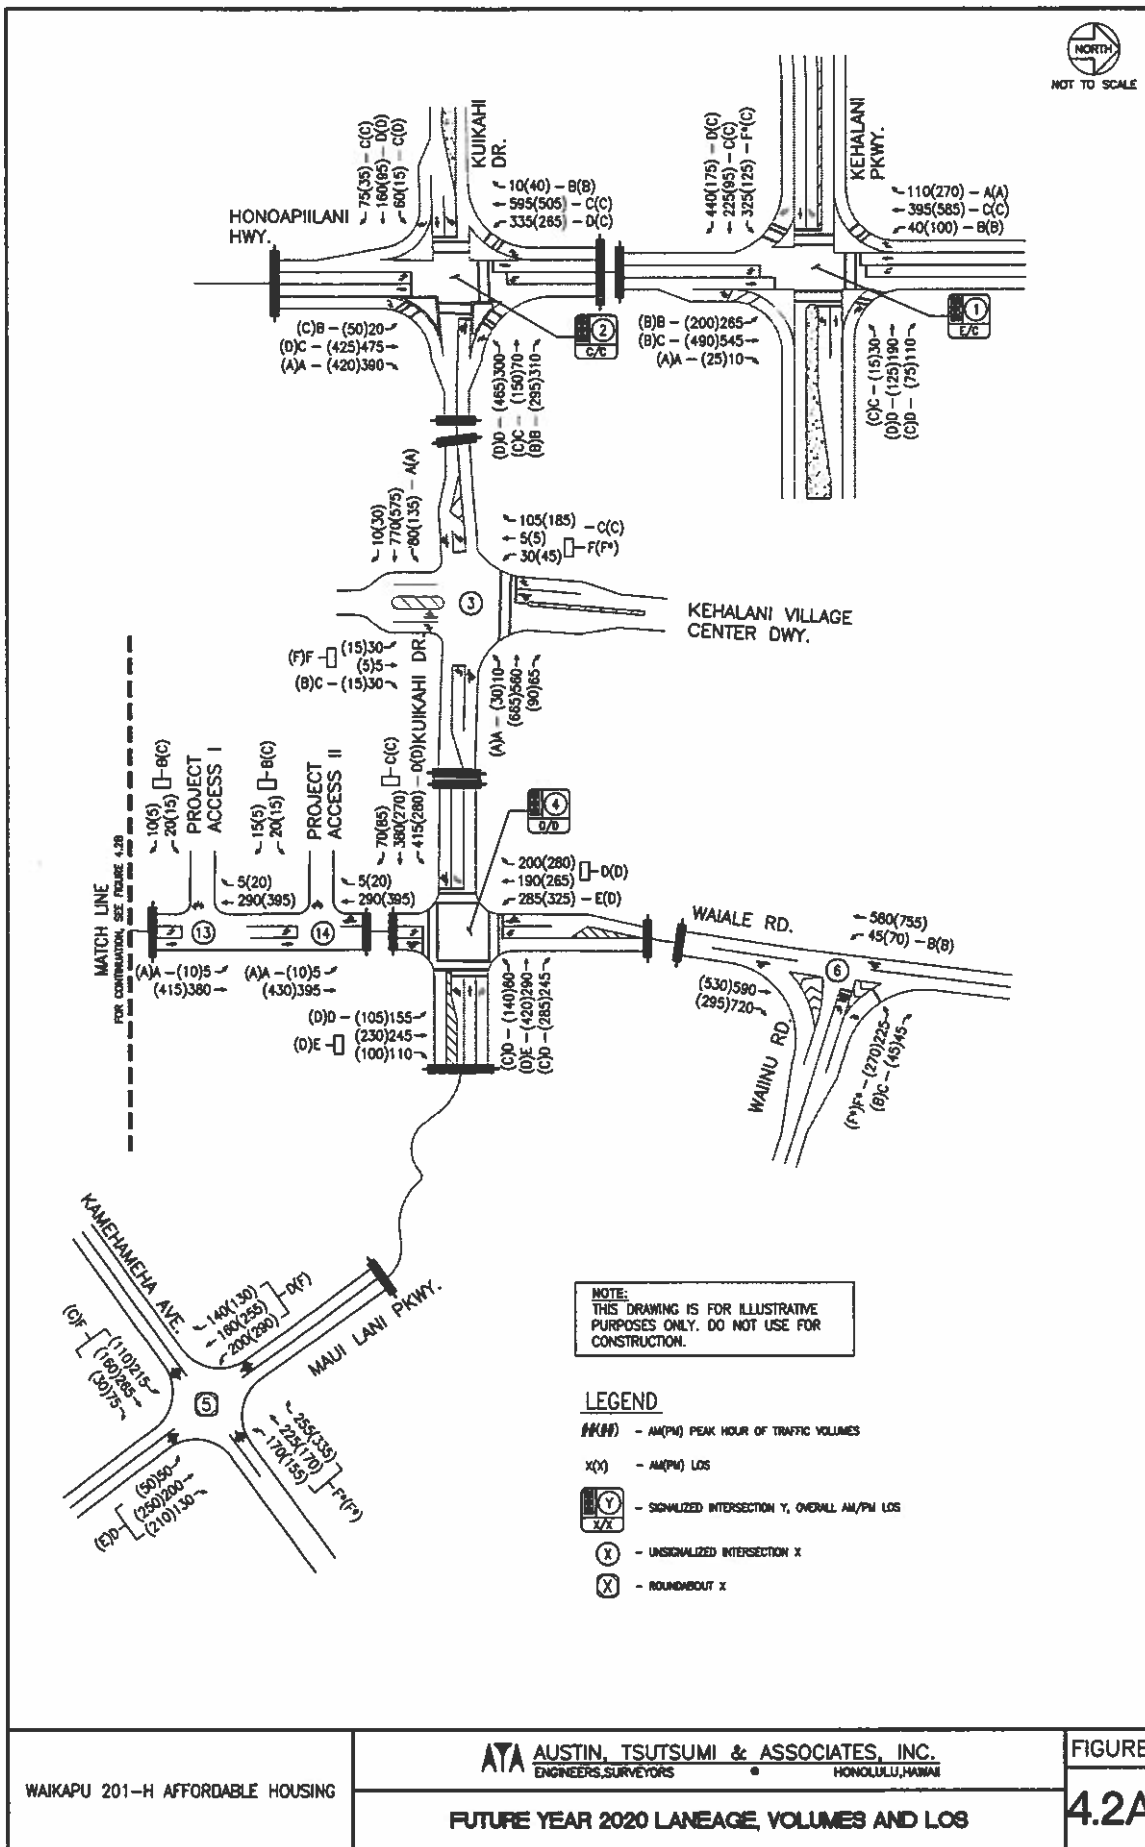 NORTH
NOT TO SCALE
KUIKAHI
DR.
KEHALANI
PKWY.
HONOAPIILANI
HWY.
75(35) - C(C)
160(95) - D(D)
60(15) - C(D)
10(40) - B(B)
595(505) - C(C)
335(265) - D(C)
440(175) - D(C)
225(95) - C(C)
325(125) - F*(C)
110(270) - A(A)
395(585) - C(C)
40(100) - B(B)
2
C/C
1
E/C
(C)B - (50)20
(D)C - (425)475
(A)A - (420)390
(B)B - (200)265
(B)C - (490)545
(A)A - (25)10
(D)D - (465)300
(C)C - (150)70
(B)B - (295)310
(C)C - (15)30
(D)D - (125)190
(C)D - (75)110
10(30)
770(575)
80(135) - A(A)
105(185) - C(C)
5(5)
30(45) F(F*)
3
KEHALANI VILLAGE
CENTER DWY.
(F)F (15)30
(5)5
(B)C - (15)30
KUIKAHI DR.
(A)A - (30)10
(665)560
(90)65
MATCH LINE
FOR CONTINUATION, SEE FIGURE 4.2B
10(5) B(C)
20(15)
PROJECT
ACCESS I
15(5) B(C)
20(15)
PROJECT
ACCESS II
70(85) C(C)
380(270)
415(280) - D(D)
4
D/D
200(280) D(D)
190(265)
285(325) - E(D)
5(20)
290(395)
5(20)
290(395)
13
14
(A)A - (10)5
(415)380
(A)A - (10)5
(430)395
(D)D - (105)155
(D)E (230)245
(100)110
(C)D - (140)60
(D)E - (420)290
(C)D - (285)245
WAIALE RD.
560(755)
45(70) - B(B)
6
(530)590
(295)720
WAIINU RD.
(F*)F* - (270)225
(B)C - (45)45
KAMEHAMEHA AVE.
MAUI LANI PKWY.
140(130) D(F)
160(255)
200(290)
(C)F (110)215
(160)265
(30)75
5
255(335)
225(170) F*(F*)
170(155)
(50)50
(E)D (250)200
(210)130
NOTE:
THIS DRAWING IS FOR ILLUSTRATIVE
PURPOSES ONLY. DO NOT USE FOR
CONSTRUCTION.
LEGEND
#(#) - AM(PM) PEAK HOUR OF TRAFFIC VOLUMES
X(X) - AM(PM) LOS
Y
X/X
- SIGNALIZED INTERSECTION Y, OVERALL AM/PM LOS
X - UNSIGNALIZED INTERSECTION X
X - ROUNDABOUT X
WAIKAPU 201-H AFFORDABLE HOUSING
ATA AUSTIN, TSUTSUMI & ASSOCIATES, INC.
ENGINEERS, SURVEYORS • HONOLULU, HAWAII
FUTURE YEAR 2020 LANEAGE, VOLUMES AND LOS
FIGURE
4.2A